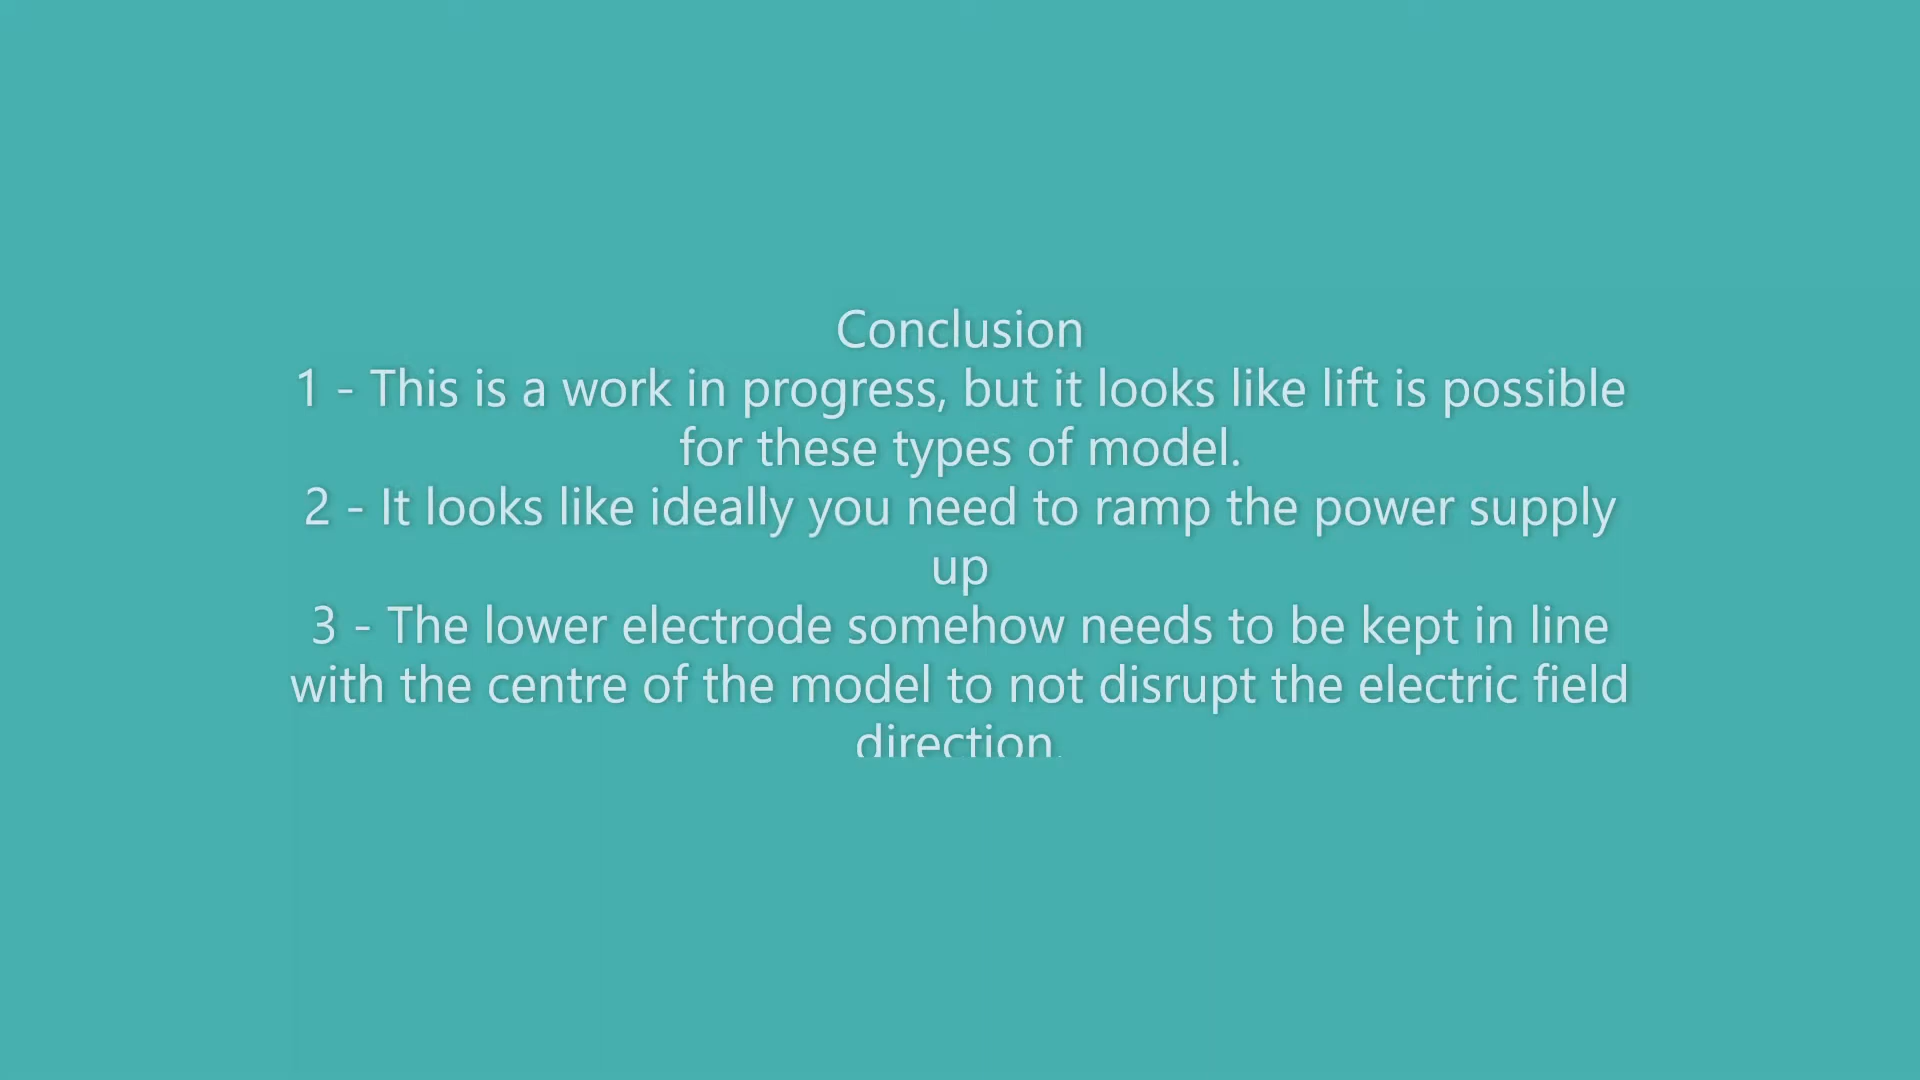 Conclusion
1 - This is a work in progress, but it looks like lift is possible
for these types of model.
2 - It looks like ideally you need to ramp the power supply
up
3 - The lower electrode somehow needs to be kept in line
with the centre of the model to not disrupt the electric field
direction.